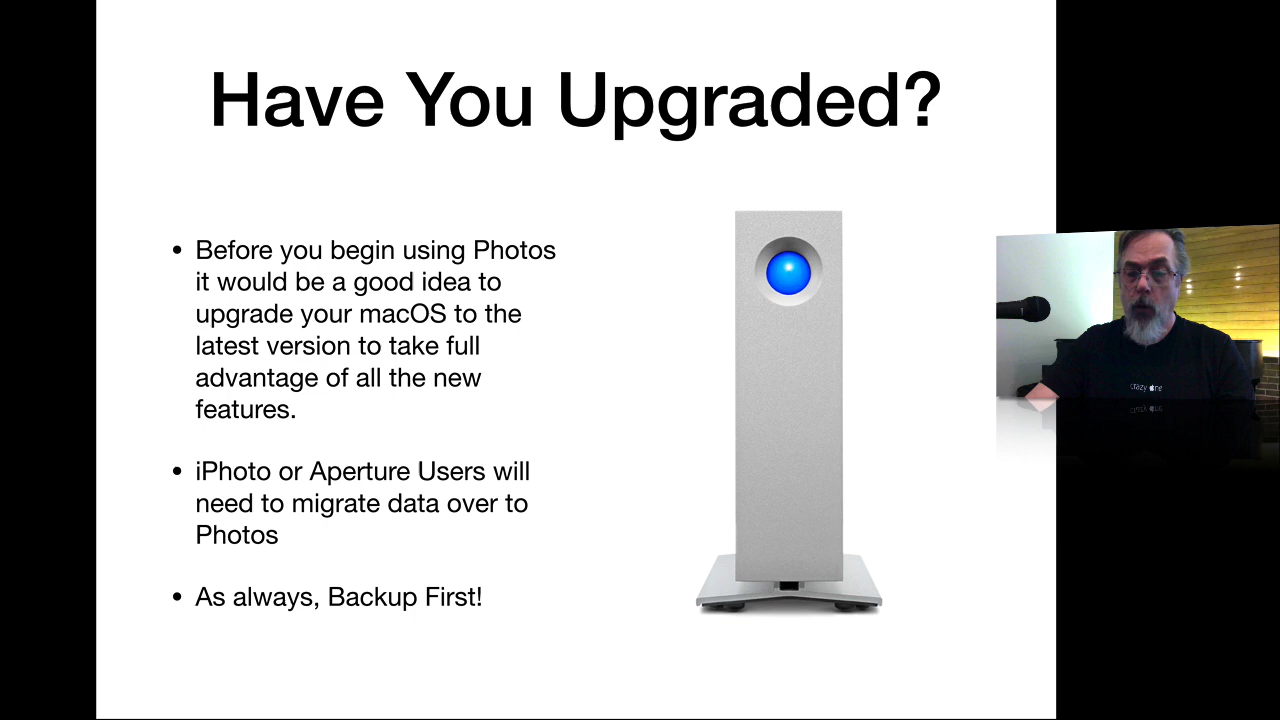 Have You Upgraded?
• Before you begin using Photos
it would be a good idea to
upgrade your macOS to the
latest version to take full
advantage of all the new
features.
• iPhoto or Aperture Users will
need to migrate data over to
Photos
• As always, Backup First!
crazy ne